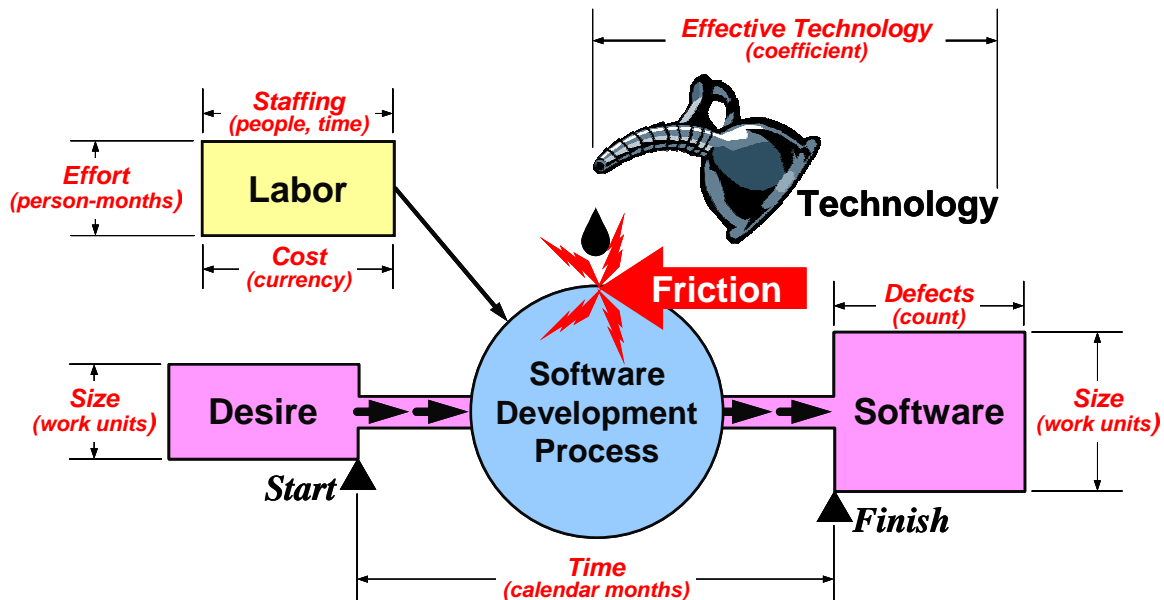 Effective Technology
(coefficient)
Staffing
(people, time)
Effort
(person-months)
Labor
Technology
Cost
(currency)
Friction
Defects
(count)
Size
(work units)
Desire
Software
Development
Process
Software
Size
(work units)
Start
Finish
Time
(calendar months)